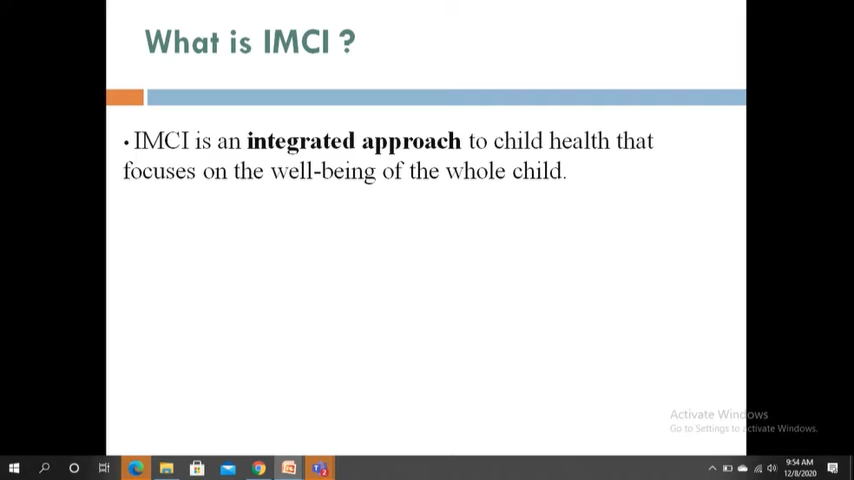 What is IMCI ?
• IMCI is an integrated approach to child health that
focuses on the well-being of the whole child.
Activate Windows
Go to Settings to activate Windows.
9:54 AM
12/8/2020